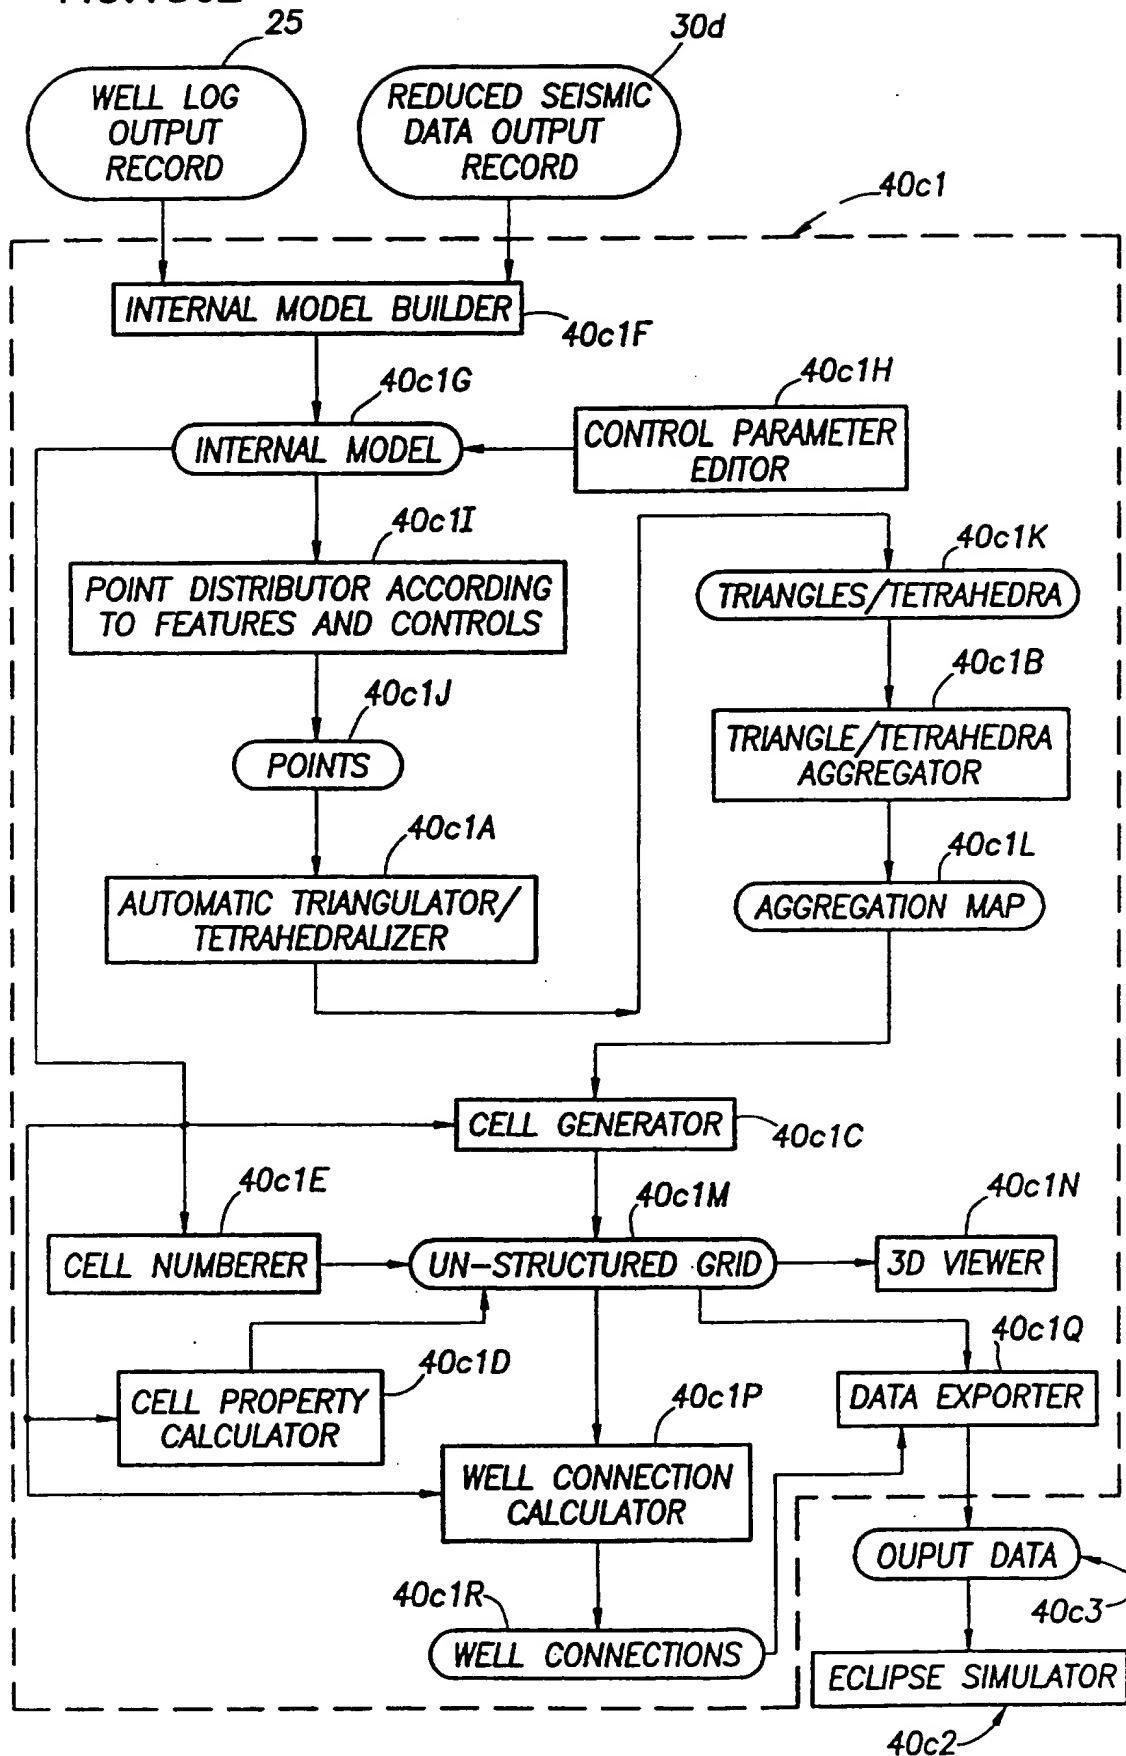 25
30d
WELL LOG
OUTPUT
RECORD
REDUCED SEISMIC
DATA OUTPUT
RECORD
40c1
INTERNAL MODEL BUILDER
40c1F
40c1G
40c1H
INTERNAL MODEL
CONTROL PARAMETER
EDITOR
40c1I
40c1K
POINT DISTRIBUTOR ACCORDING
TO FEATURES AND CONTROLS
TRIANGLES/TETRAHEDRA
40c1J
40c1B
POINTS
TRIANGLE/TETRAHEDRA
AGGREGATOR
40c1A
40c1L
AUTOMATIC TRIANGULATOR/
TETRAHEDRALIZER
AGGREGATION MAP
CELL GENERATOR
40c1C
40c1E
40c1M
40c1N
CELL NUMBERER
UN-STRUCTURED GRID
3D VIEWER
40c1D
40c1Q
CELL PROPERTY
CALCULATOR
40c1P
DATA EXPORTER
WELL CONNECTION
CALCULATOR
OUPUT DATA
40c1R
40c3
WELL CONNECTIONS
ECLIPSE SIMULATOR
40c2